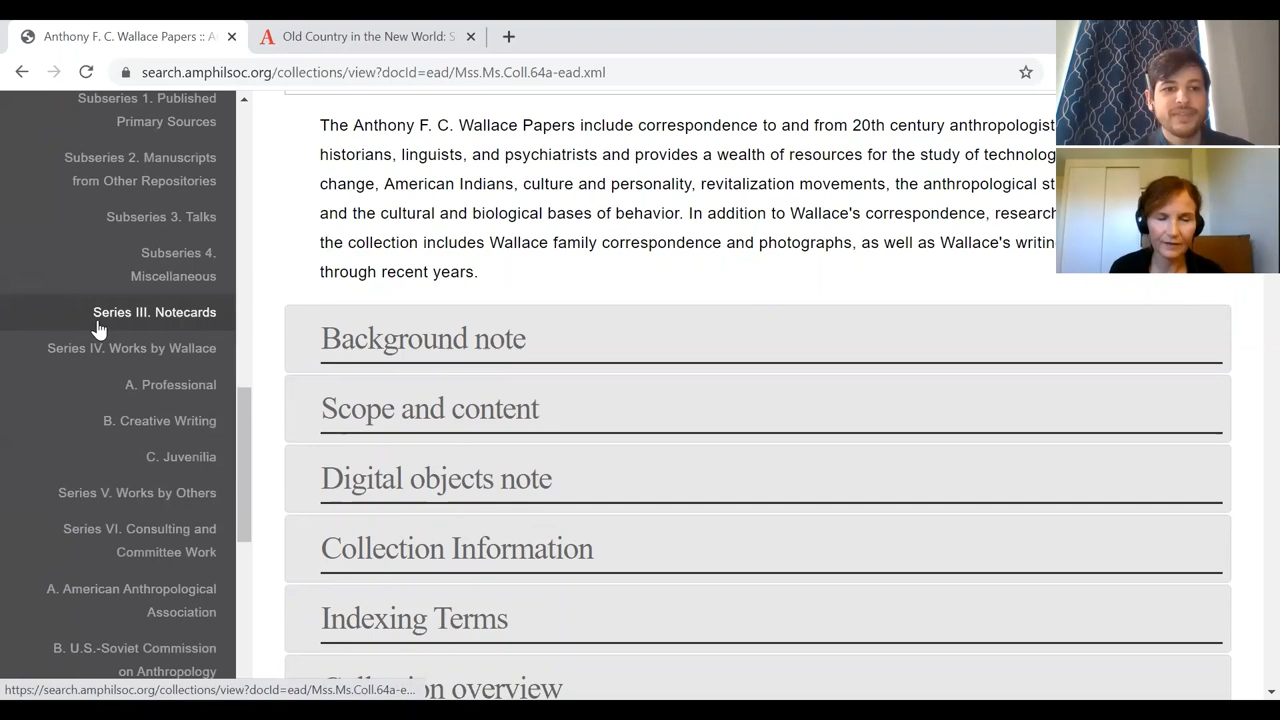 Anthony F. C. Wallace Papers :: A
Old Country in the New World: S
search.amphilsoc.org/collections/view?docId=ead/Mss.Ms.Coll.64a-ead.xml
Subseries 1. Published
Primary Sources
Subseries 2. Manuscripts
from Other Repositories
Subseries 3. Talks
Subseries 4.
Miscellaneous
Series III. Notecards
Series IV. Works by Wallace
A. Professional
B. Creative Writing
C. Juvenilia
Series V. Works by Others
Series VI. Consulting and
Committee Work
A. American Anthropological
Association
B. U.S.-Soviet Commission
on Anthropology
The Anthony F. C. Wallace Papers include correspondence to and from 20th century anthropologist
historians, linguists, and psychiatrists and provides a wealth of resources for the study of technolog
change, American Indians, culture and personality, revitalization movements, the anthropological st
and the cultural and biological bases of behavior. In addition to Wallace's correspondence, research
the collection includes Wallace family correspondence and photographs, as well as Wallace's writin
through recent years.
Background note
Scope and content
Digital objects note
Collection Information
Indexing Terms
Collection overview
https://search.amphilsoc.org/collections/view?docId=ead/Mss.Ms.Coll.64a-e...